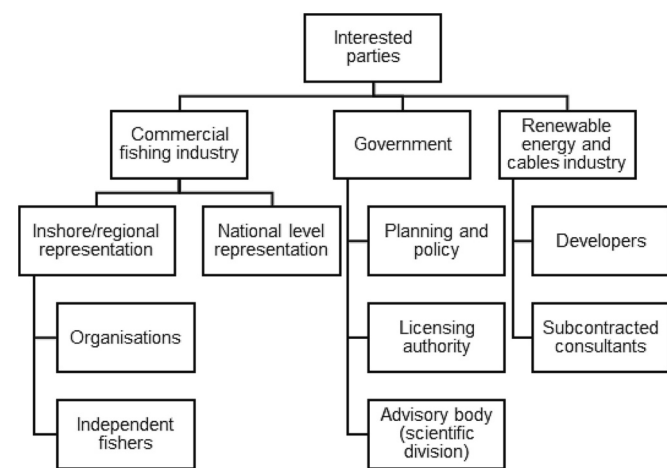 Interested
parties
Commercial
fishing industry
Government
Renewable
energy and
cables industry
Inshore/regional
representation
National level
representation
Planning and
policy
Developers
Organisations
Licensing
authority
Subcontracted
consultants
Independent
fishers
Advisory body
(scientific
division)